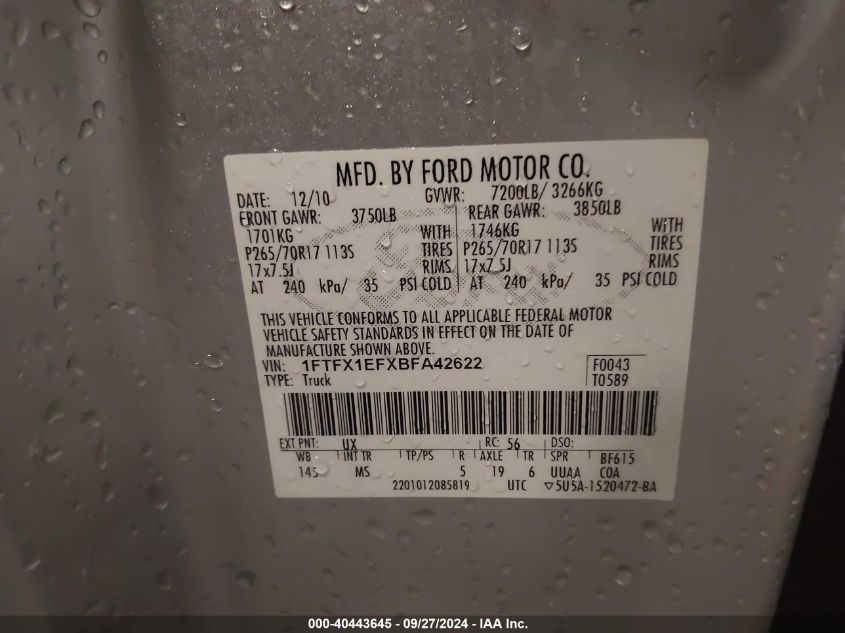 MFD. BY FORD MOTOR CO.
DATE: 12/10 GVWR: 7200LB/ 3266KG
FRONT GAWR: 3750LB REAR GAWR: 3850LB
1701KG WITH 1746KG WITH
P265/70R17 113S TIRES P265/70R17 113S TIRES
17x7.5J RIMS 17x7.5J RIMS
AT 240 kPa/ 35 PSI COLD AT 240 kPa/ 35 PSI COLD
THIS VEHICLE CONFORMS TO ALL APPLICABLE FEDERAL MOTOR
VEHICLE SAFETY STANDARDS IN EFFECT ON THE DATE OF
MANUFACTURE SHOWN ABOVE.
VIN: 1FTFX1EFXBFA42622 F0043
TYPE: Truck T0589
EXT PNT: UX RC: 56 DSO:
WB INT TR TP/PS R AXLE TR SPR BF615
145 MS 5 19 6 UUAA COA
2201012085819 UTC ▽5U5A-1520472-BA
000-40443645 - 09/27/2024 - IAA Inc.